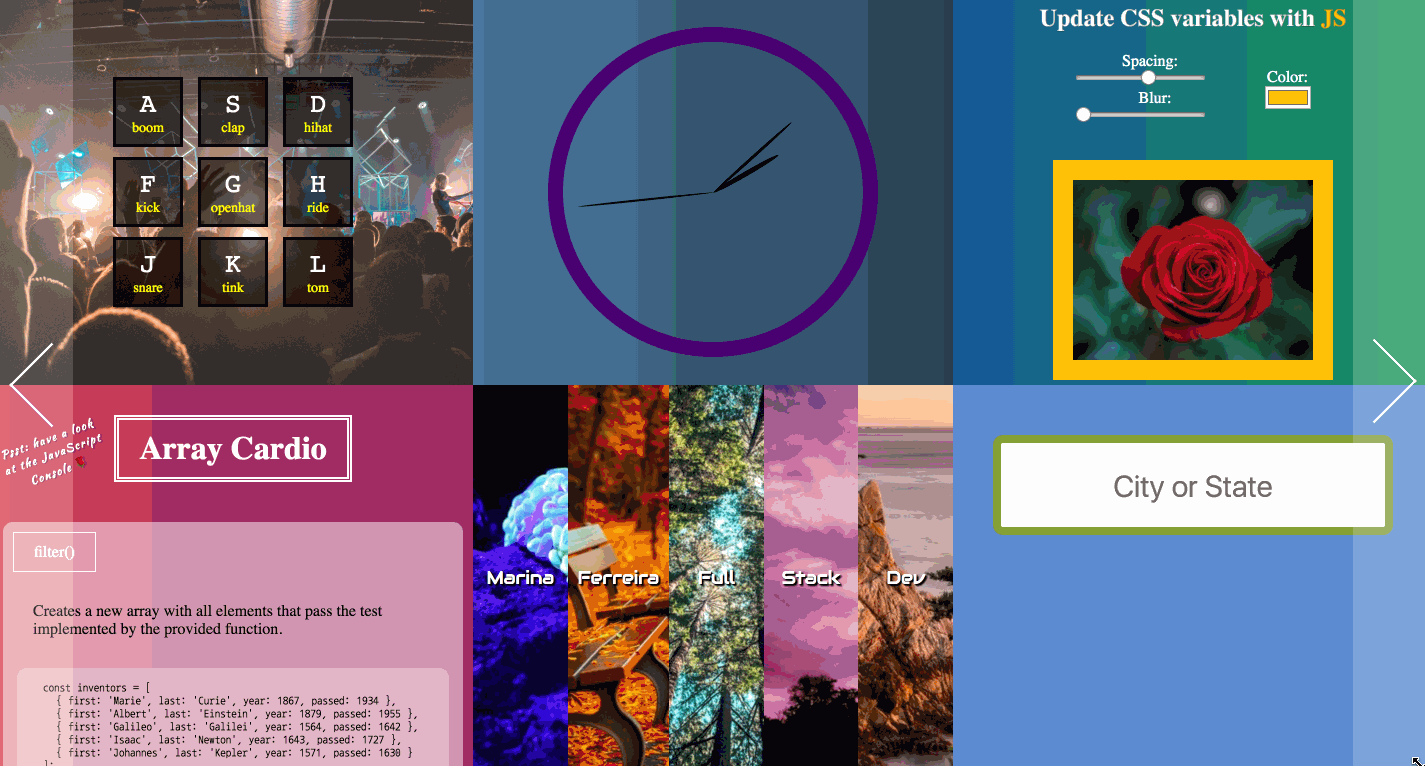 A
boom
S
clap
D
hihat
F
kick
G
openhat
H
ride
J
snare
K
tink
L
tom
Update CSS variables with JS
Spacing:
Blur:
Color:
Psst: have a look
at the JavaScript
Console
Array Cardio
filter()
Creates a new array with all elements that pass the test
implemented by the provided function.
const inventors = [
{ first: 'Marie', last: 'Curie', year: 1867, passed: 1934 },
{ first: 'Albert', last: 'Einstein', year: 1879, passed: 1955 },
{ first: 'Galileo', last: 'Galilei', year: 1564, passed: 1642 },
{ first: 'Isaac', last: 'Newton', year: 1643, passed: 1727 },
{ first: 'Johannes', last: 'Kepler', year: 1571, passed: 1630 }
];
Marina
Ferreira
Full
Stack
Dev
City or State